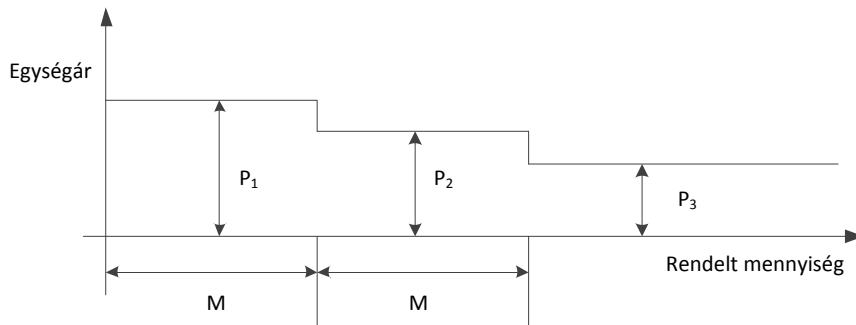 Egységár
P₁
P₂
P₃
Rendelt mennyiség
M
M